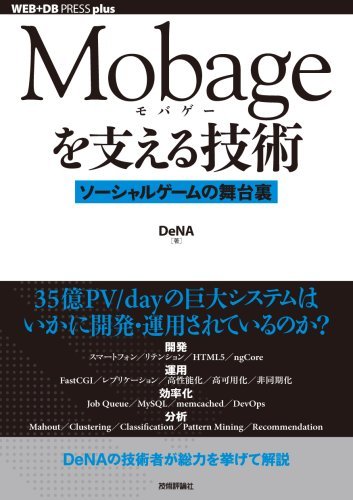 WEB+DB PRESS plus
Mobage
モバゲー
を支える技術
ソーシャルゲームの舞台裏
DeNA
[著]
35億PV/dayの巨大システムは
いかに開発・運用されているのか?
開発
スマートフォン/リテンション/HTML5/ngCore
運用
FastCGI/レプリケーション/高性能化/高可用化/非同期化
効率化
Job Queue/MySQL/memcached/DevOps
分析
Mahout/Clustering/Classification/Pattern Mining/Recommendation
DeNAの技術者が総力を挙げて解説
技術評論社